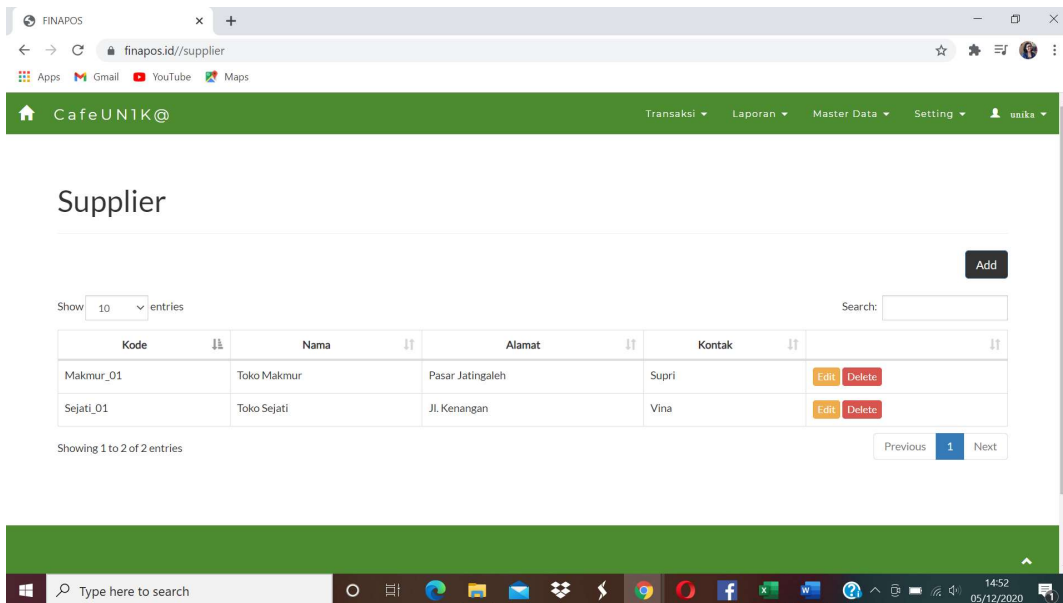 FINAPOS
finapos.id//supplier
Apps Gmail YouTube Maps
CafeUN1K@ Transaksi Laporan Master Data Setting unika
Supplier
Add
Show 10 entries Search:
Kode Nama Alamat Kontak
Makmur_01 Toko Makmur Pasar Jatingaleh Supri Edit Delete
Sejati_01 Toko Sejati Jl. Kenangan Vina Edit Delete
Showing 1 to 2 of 2 entries Previous 1 Next
Type here to search 14:52
05/12/2020